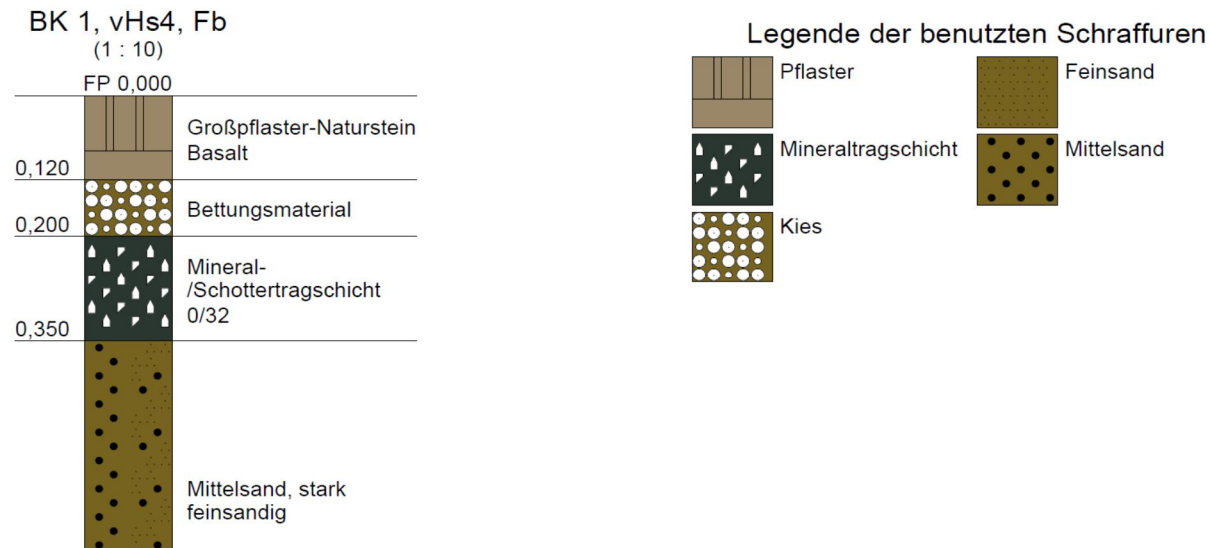 BK 1, vHs4, Fb
(1 : 10)
FP 0,000
Großpflaster-Naturstein
Basalt
0,120
Bettungsmaterial
0,200
Mineral-
/Schottertragschicht
0/32
0,350
Mittelsand, stark
feinsandig
Legende der benutzten Schraffuren
Pflaster
Feinsand
Mineraltragschicht
Mittelsand
Kies